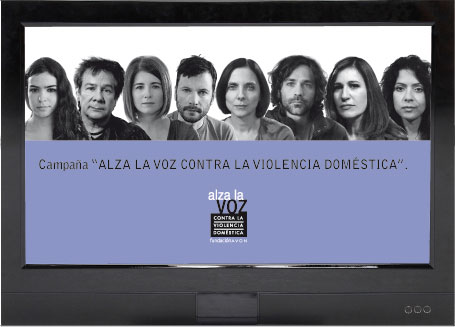 Campaña “ALZA LA VOZ CONTRA LA VIOLENCIA DOMÉSTICA”.
alza la
VOZ
CONTRA LA
VIOLENCIA
DOMÉSTICA
fundaciónAVON